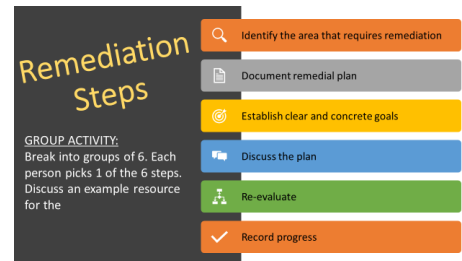 Remediation
Steps
GROUP ACTIVITY:
Break into groups of 6. Each
person picks 1 of the 6 steps.
Discuss an example resource
for the
Identify the area that requires remediation
Document remedial plan
Establish clear and concrete goals
Discuss the plan
Re-evaluate
Record progress